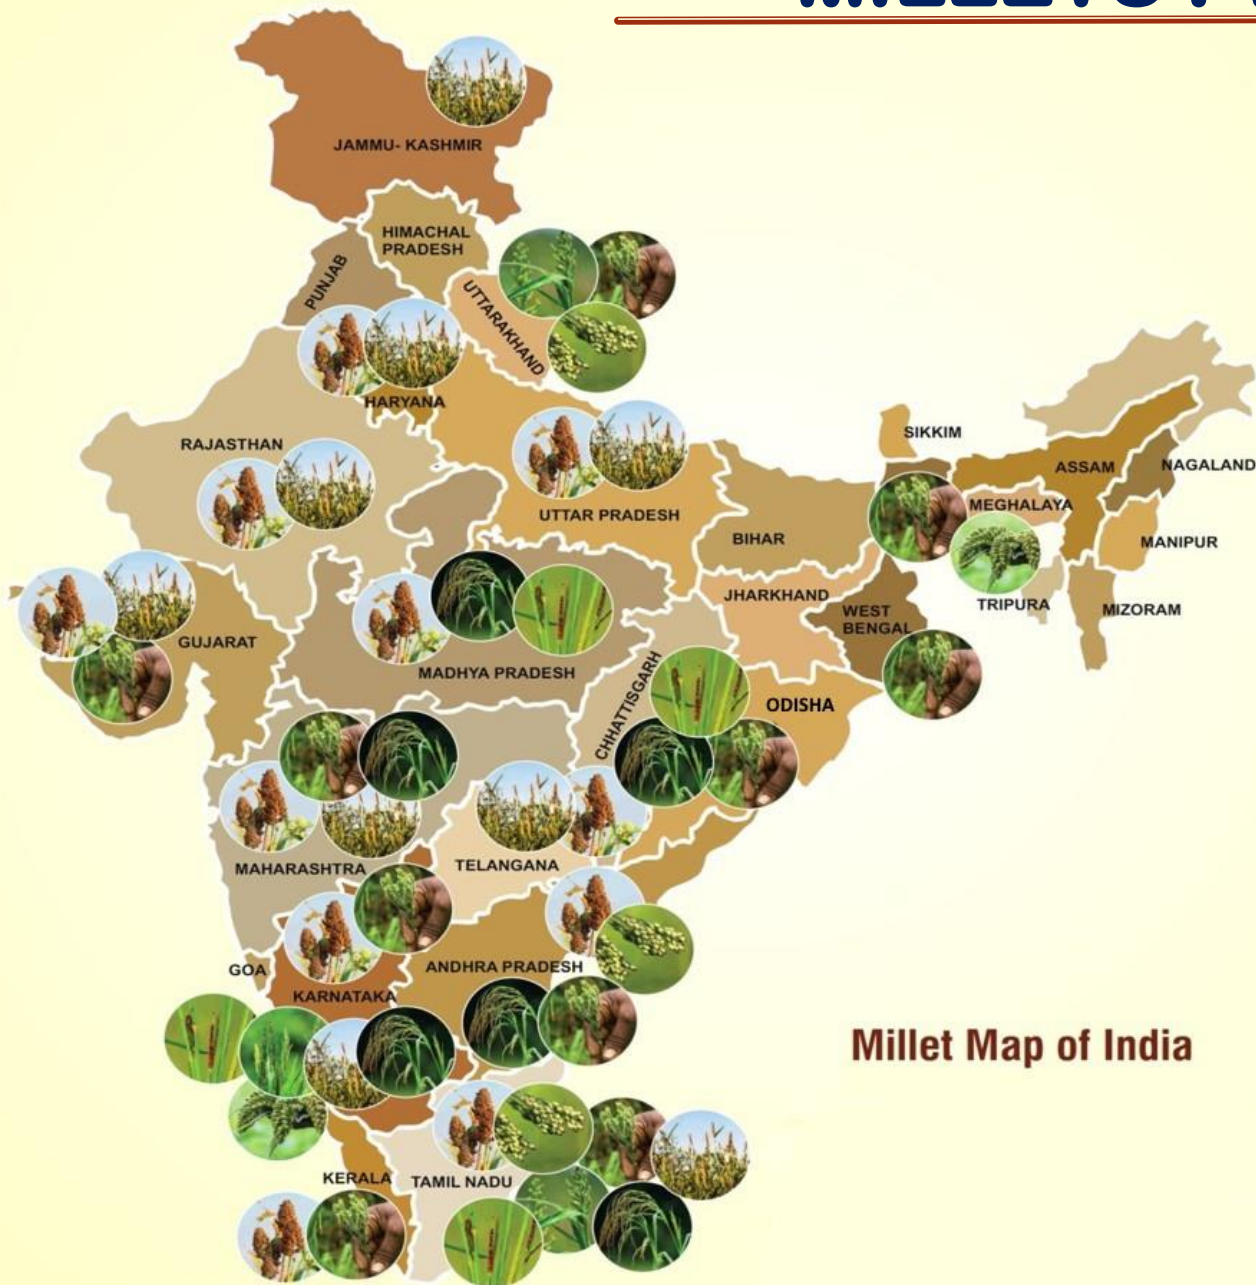 JAMMU- KASHMIR
HIMACHAL
PRADESH
PUNJAB
UTTARAKHAND
HARYANA
RAJASTHAN
UTTAR PRADESH
SIKKIM
ASSAM
NAGALAND
MEGHALAYA
BIHAR
MANIPUR
JHARKHAND
WEST
BENGAL
TRIPURA
MIZORAM
GUJARAT
MADHYA PRADESH
CHHATTISGARH
ODISHA
MAHARASHTRA
TELANGANA
GOA
ANDHRA PRADESH
KARNATAKA
Millet Map of India
KERALA
TAMIL NADU